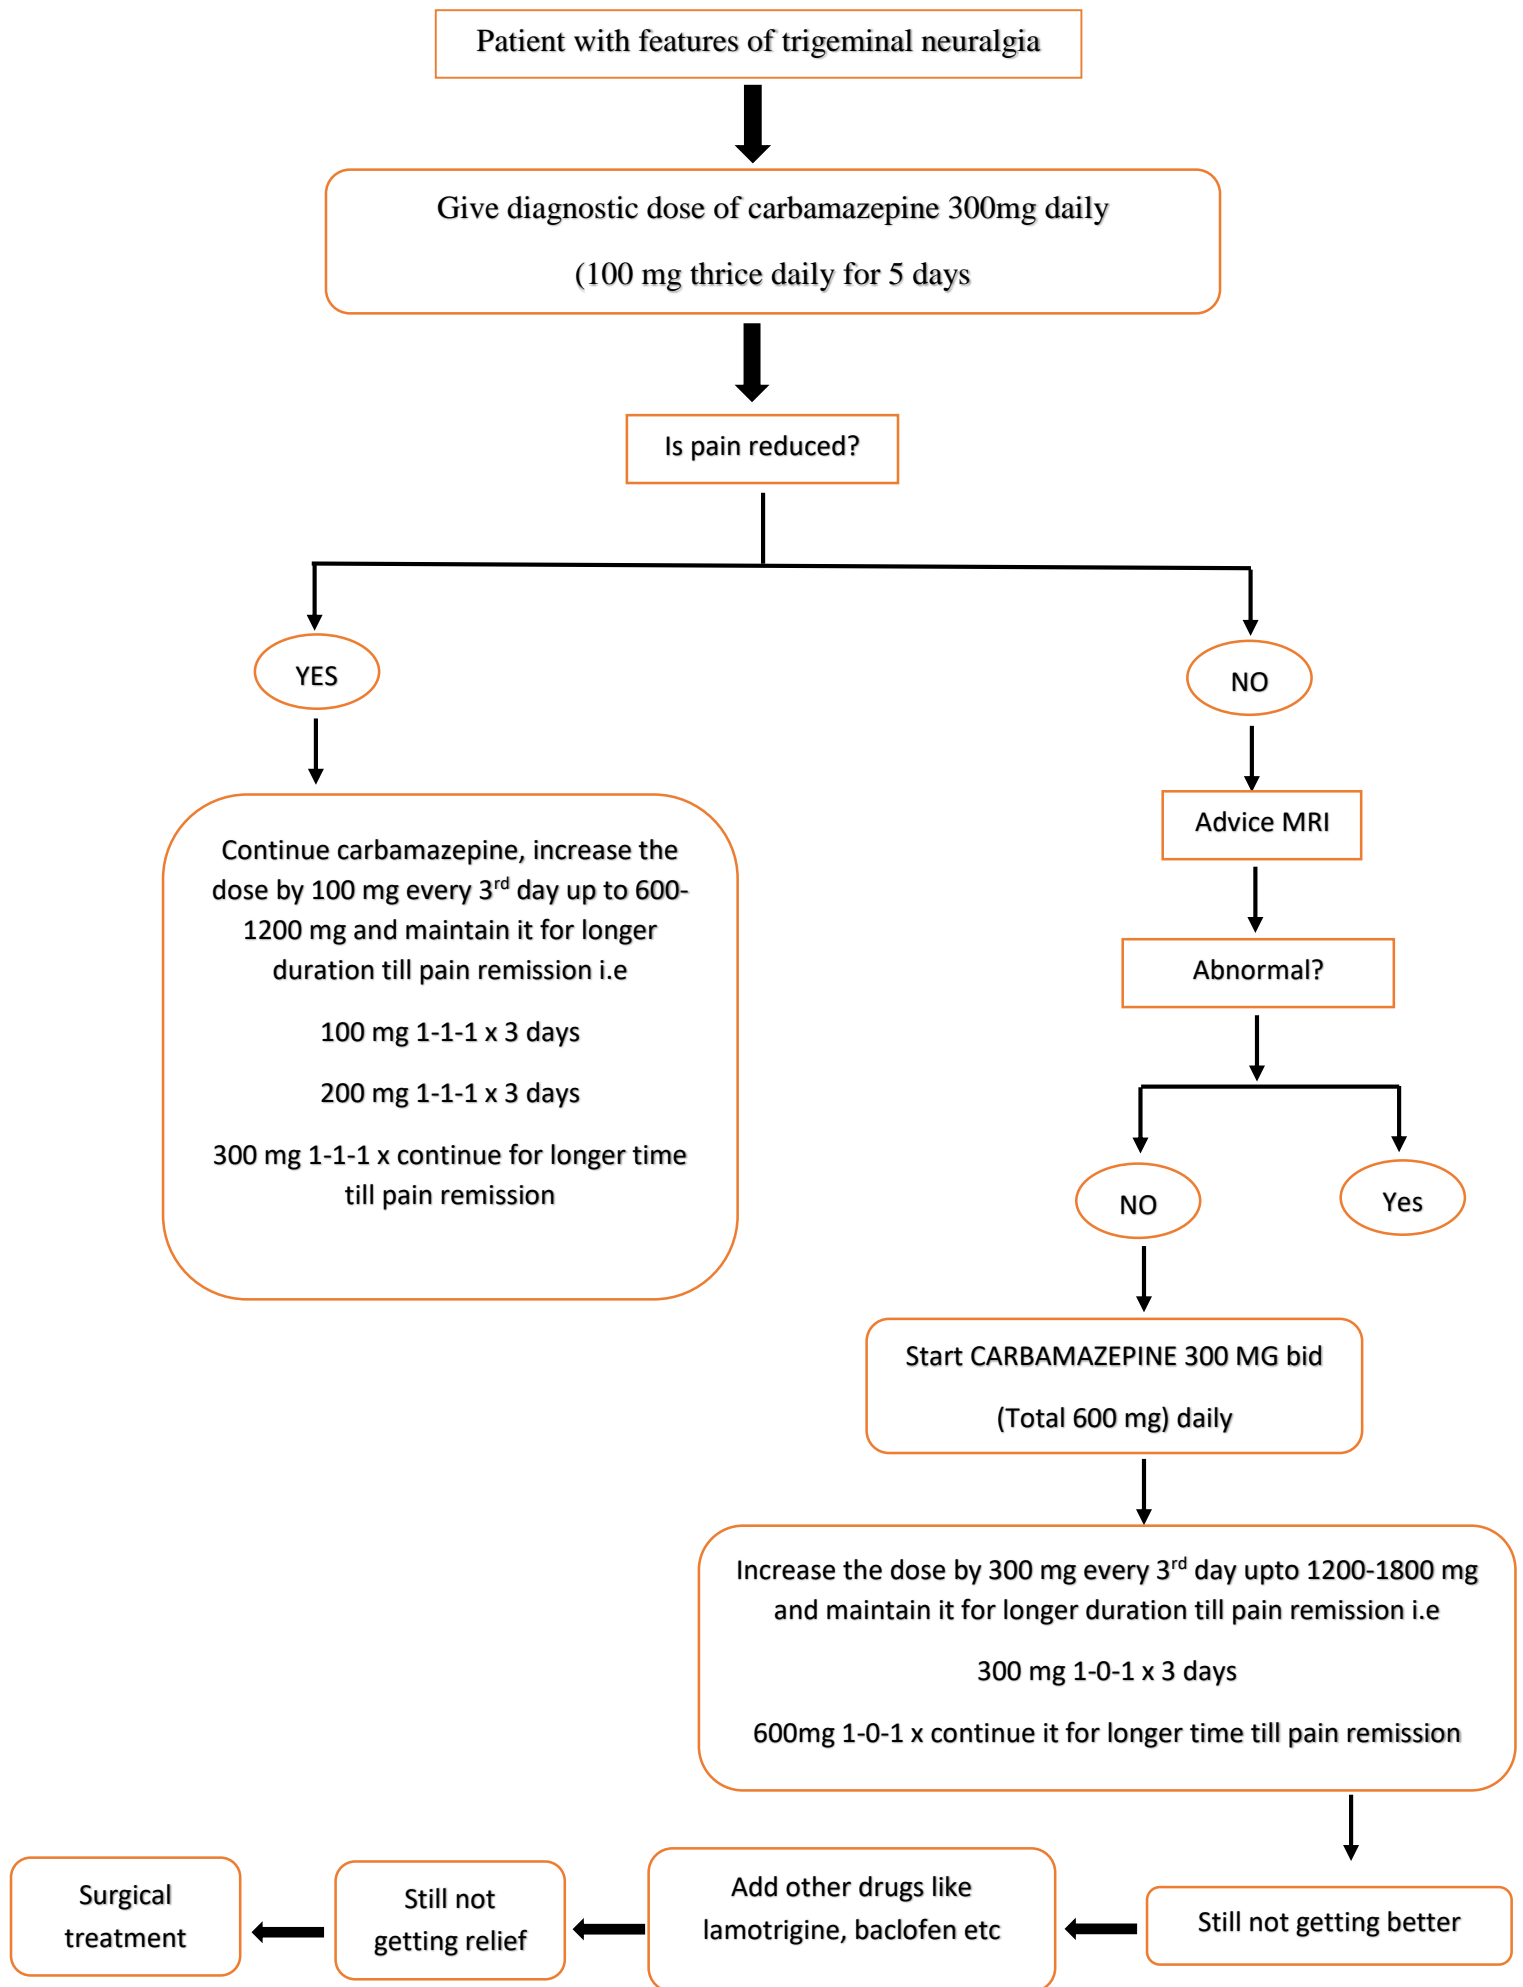 Patient with features of trigeminal neuralgia
Give diagnostic dose of carbamazepine 300mg daily
(100 mg thrice daily for 5 days
Is pain reduced?
YES
NO
Continue carbamazepine, increase the
dose by 100 mg every 3rd day up to 600-
1200 mg and maintain it for longer
duration till pain remission i.e
100 mg 1-1-1 x 3 days
200 mg 1-1-1 x 3 days
300 mg 1-1-1 x continue for longer time
till pain remission
Advice MRI
Abnormal?
NO
Yes
Start CARBAMAZEPINE 300 MG bid
(Total 600 mg) daily
Increase the dose by 300 mg every 3rd day upto 1200-1800 mg
and maintain it for longer duration till pain remission i.e
300 mg 1-0-1 x 3 days
600mg 1-0-1 x continue it for longer time till pain remission
Still not getting better
Add other drugs like
lamotrigine, baclofen etc
Still not
getting relief
Surgical
treatment